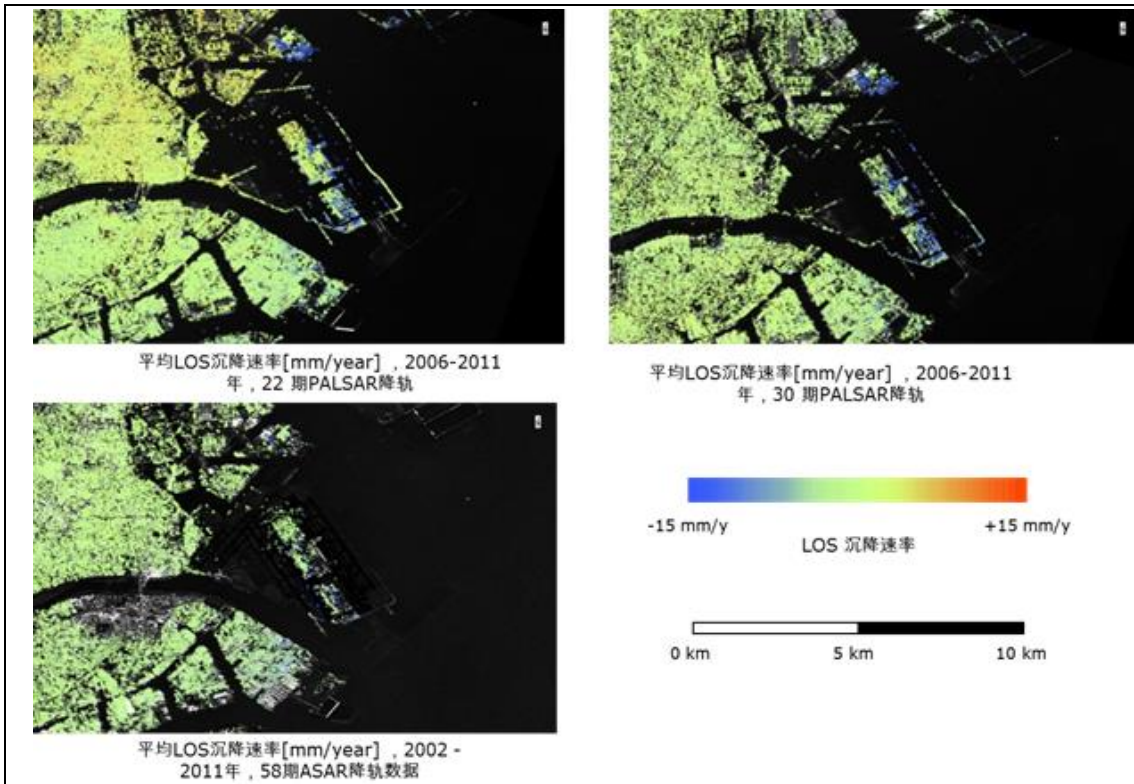 平均LOS沉降速率[mm/year] ，2006-2011
年，22 期PALSAR降轨
平均LOS沉降速率[mm/year] ，2006-2011
年，30 期PALSAR降轨
-15 mm/y
+15 mm/y
LOS 沉降速率
0 km
5 km
10 km
平均LOS沉降速率[mm/year] ，2002 -
2011年，58期ASAR降轨数据